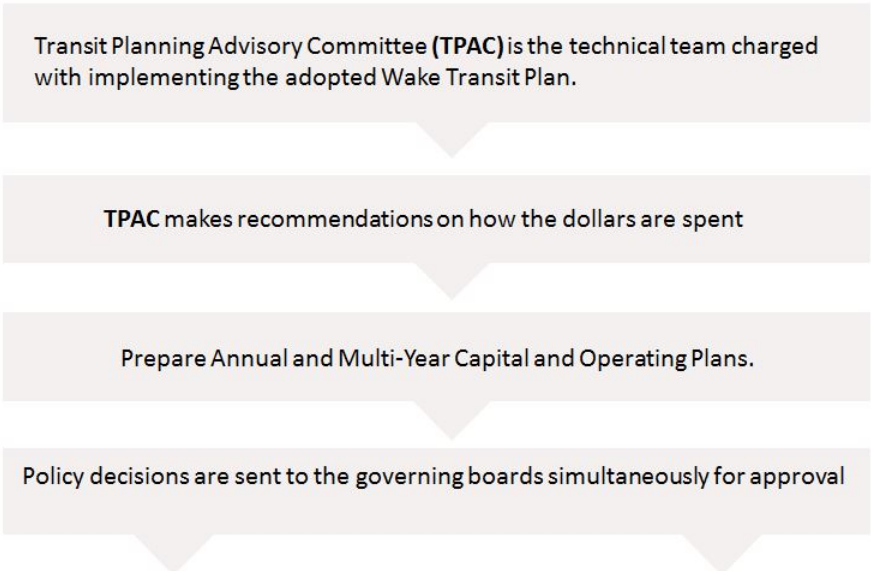 Transit Planning Advisory Committee (TPAC) is the technical team charged
with implementing the adopted Wake Transit Plan.
TPAC makes recommendations on how the dollars are spent
Prepare Annual and Multi-Year Capital and Operating Plans.
Policy decisions are sent to the governing boards simultaneously for approval